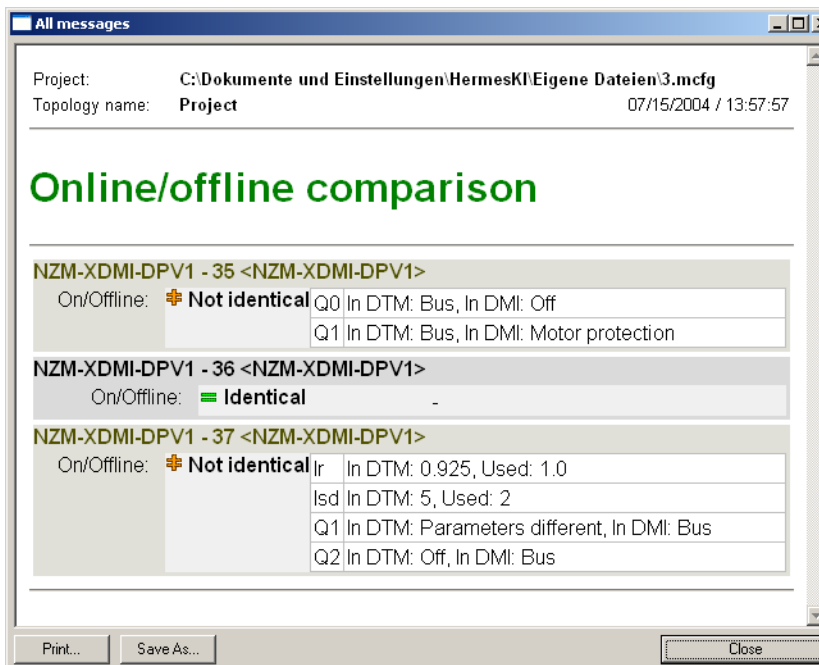 All messages
Project: C:\Dokumente und Einstellungen\HermesKI\Eigene Dateien\3.mcfg
Topology name: Project 07/15/2004 / 13:57:57
Online/offline comparison
NZM-XDMI-DPV1 - 35 <NZM-XDMI-DPV1>
On/Offline: Not identical Q0 In DTM: Bus, In DMI: Off
Q1 In DTM: Bus, In DMI: Motor protection
NZM-XDMI-DPV1 - 36 <NZM-XDMI-DPV1>
On/Offline: = Identical -
NZM-XDMI-DPV1 - 37 <NZM-XDMI-DPV1>
On/Offline: Not identical Ir In DTM: 0.925, Used: 1.0
Isd In DTM: 5, Used: 2
Q1 In DTM: Parameters different, In DMI: Bus
Q2 In DTM: Off, In DMI: Bus
Print... Save As... Close